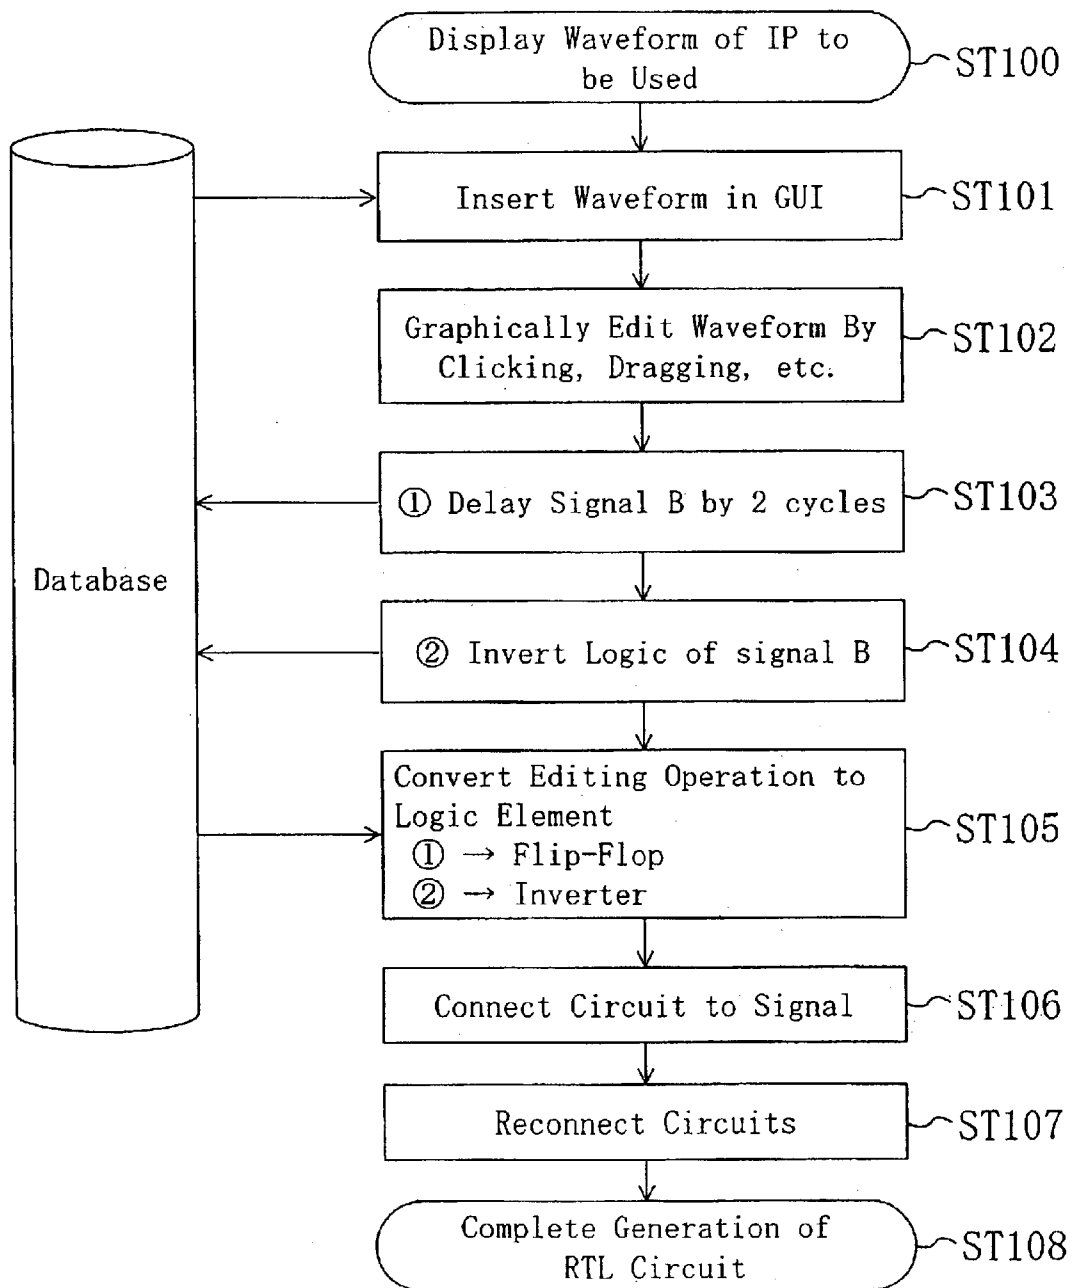 Display Waveform of IP to
be Used
ST100
Insert Waveform in GUI
ST101
Graphically Edit Waveform By
Clicking, Dragging, etc.
ST102
① Delay Signal B by 2 cycles
ST103
Database
② Invert Logic of signal B
ST104
Convert Editing Operation to
Logic Element
① → Flip-Flop
② → Inverter
ST105
Connect Circuit to Signal
ST106
Reconnect Circuits
ST107
Complete Generation of
RTL Circuit
ST108